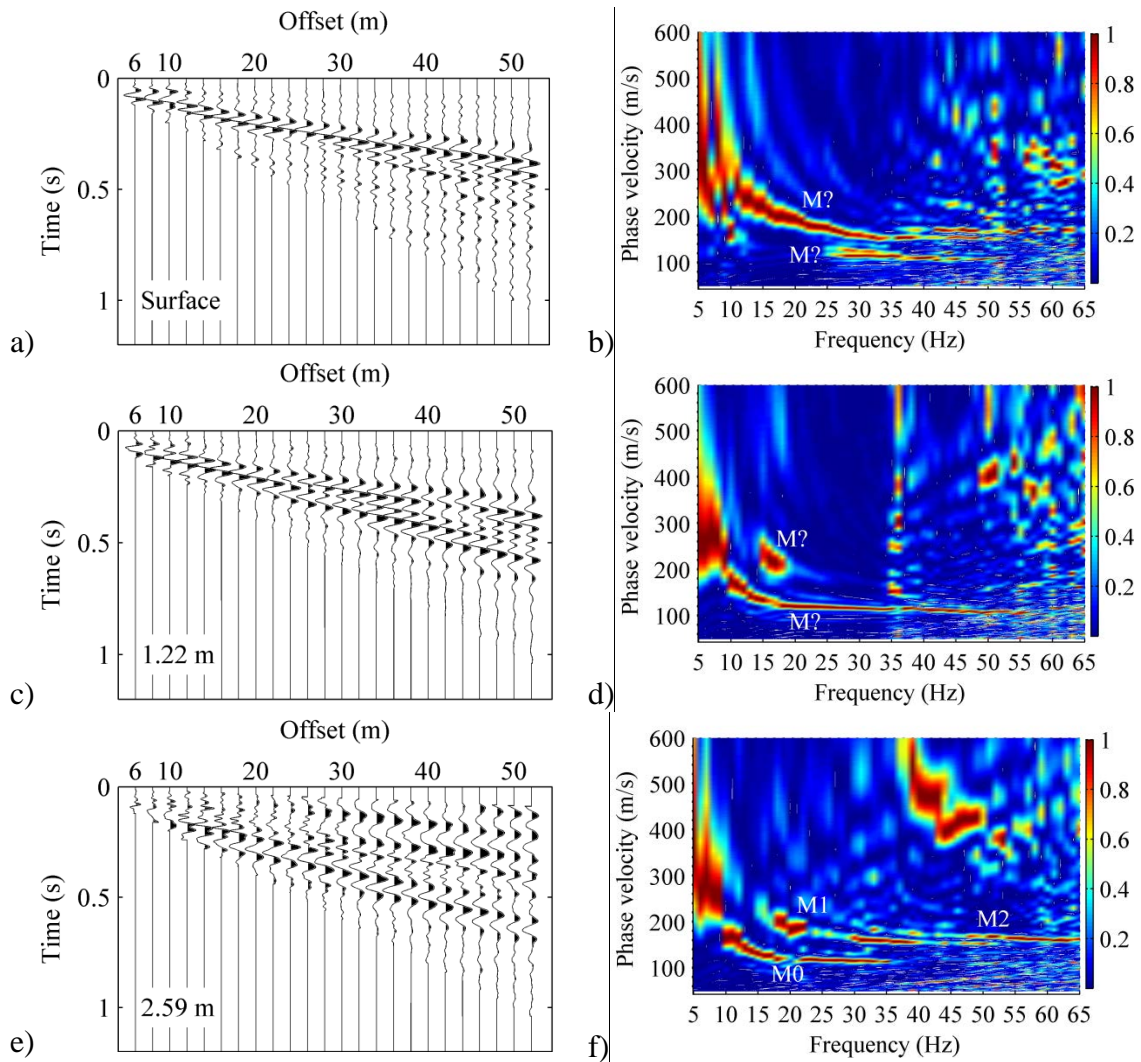 Offset (m)
6 10 20 30 40 50
0
0.5
1
Time (s)
Surface
a)
600
500
400
300
200
100
Phase velocity (m/s)
M?
M?
5 10 15 20 25 30 35 40 45 50 55 60 65
Frequency (Hz)
1
0.8
0.6
0.4
0.2
b)
Offset (m)
6 10 20 30 40 50
0
0.5
1
Time (s)
1.22 m
c)
600
500
400
300
200
100
Phase velocity (m/s)
M?
M?
5 10 15 20 25 30 35 40 45 50 55 60 65
Frequency (Hz)
1
0.8
0.6
0.4
0.2
d)
Offset (m)
6 10 20 30 40 50
0
0.5
1
Time (s)
2.59 m
e)
600
500
400
300
200
100
Phase velocity (m/s)
M1
M2
M0
5 10 15 20 25 30 35 40 45 50 55 60 65
Frequency (Hz)
1
0.8
0.6
0.4
0.2
f)